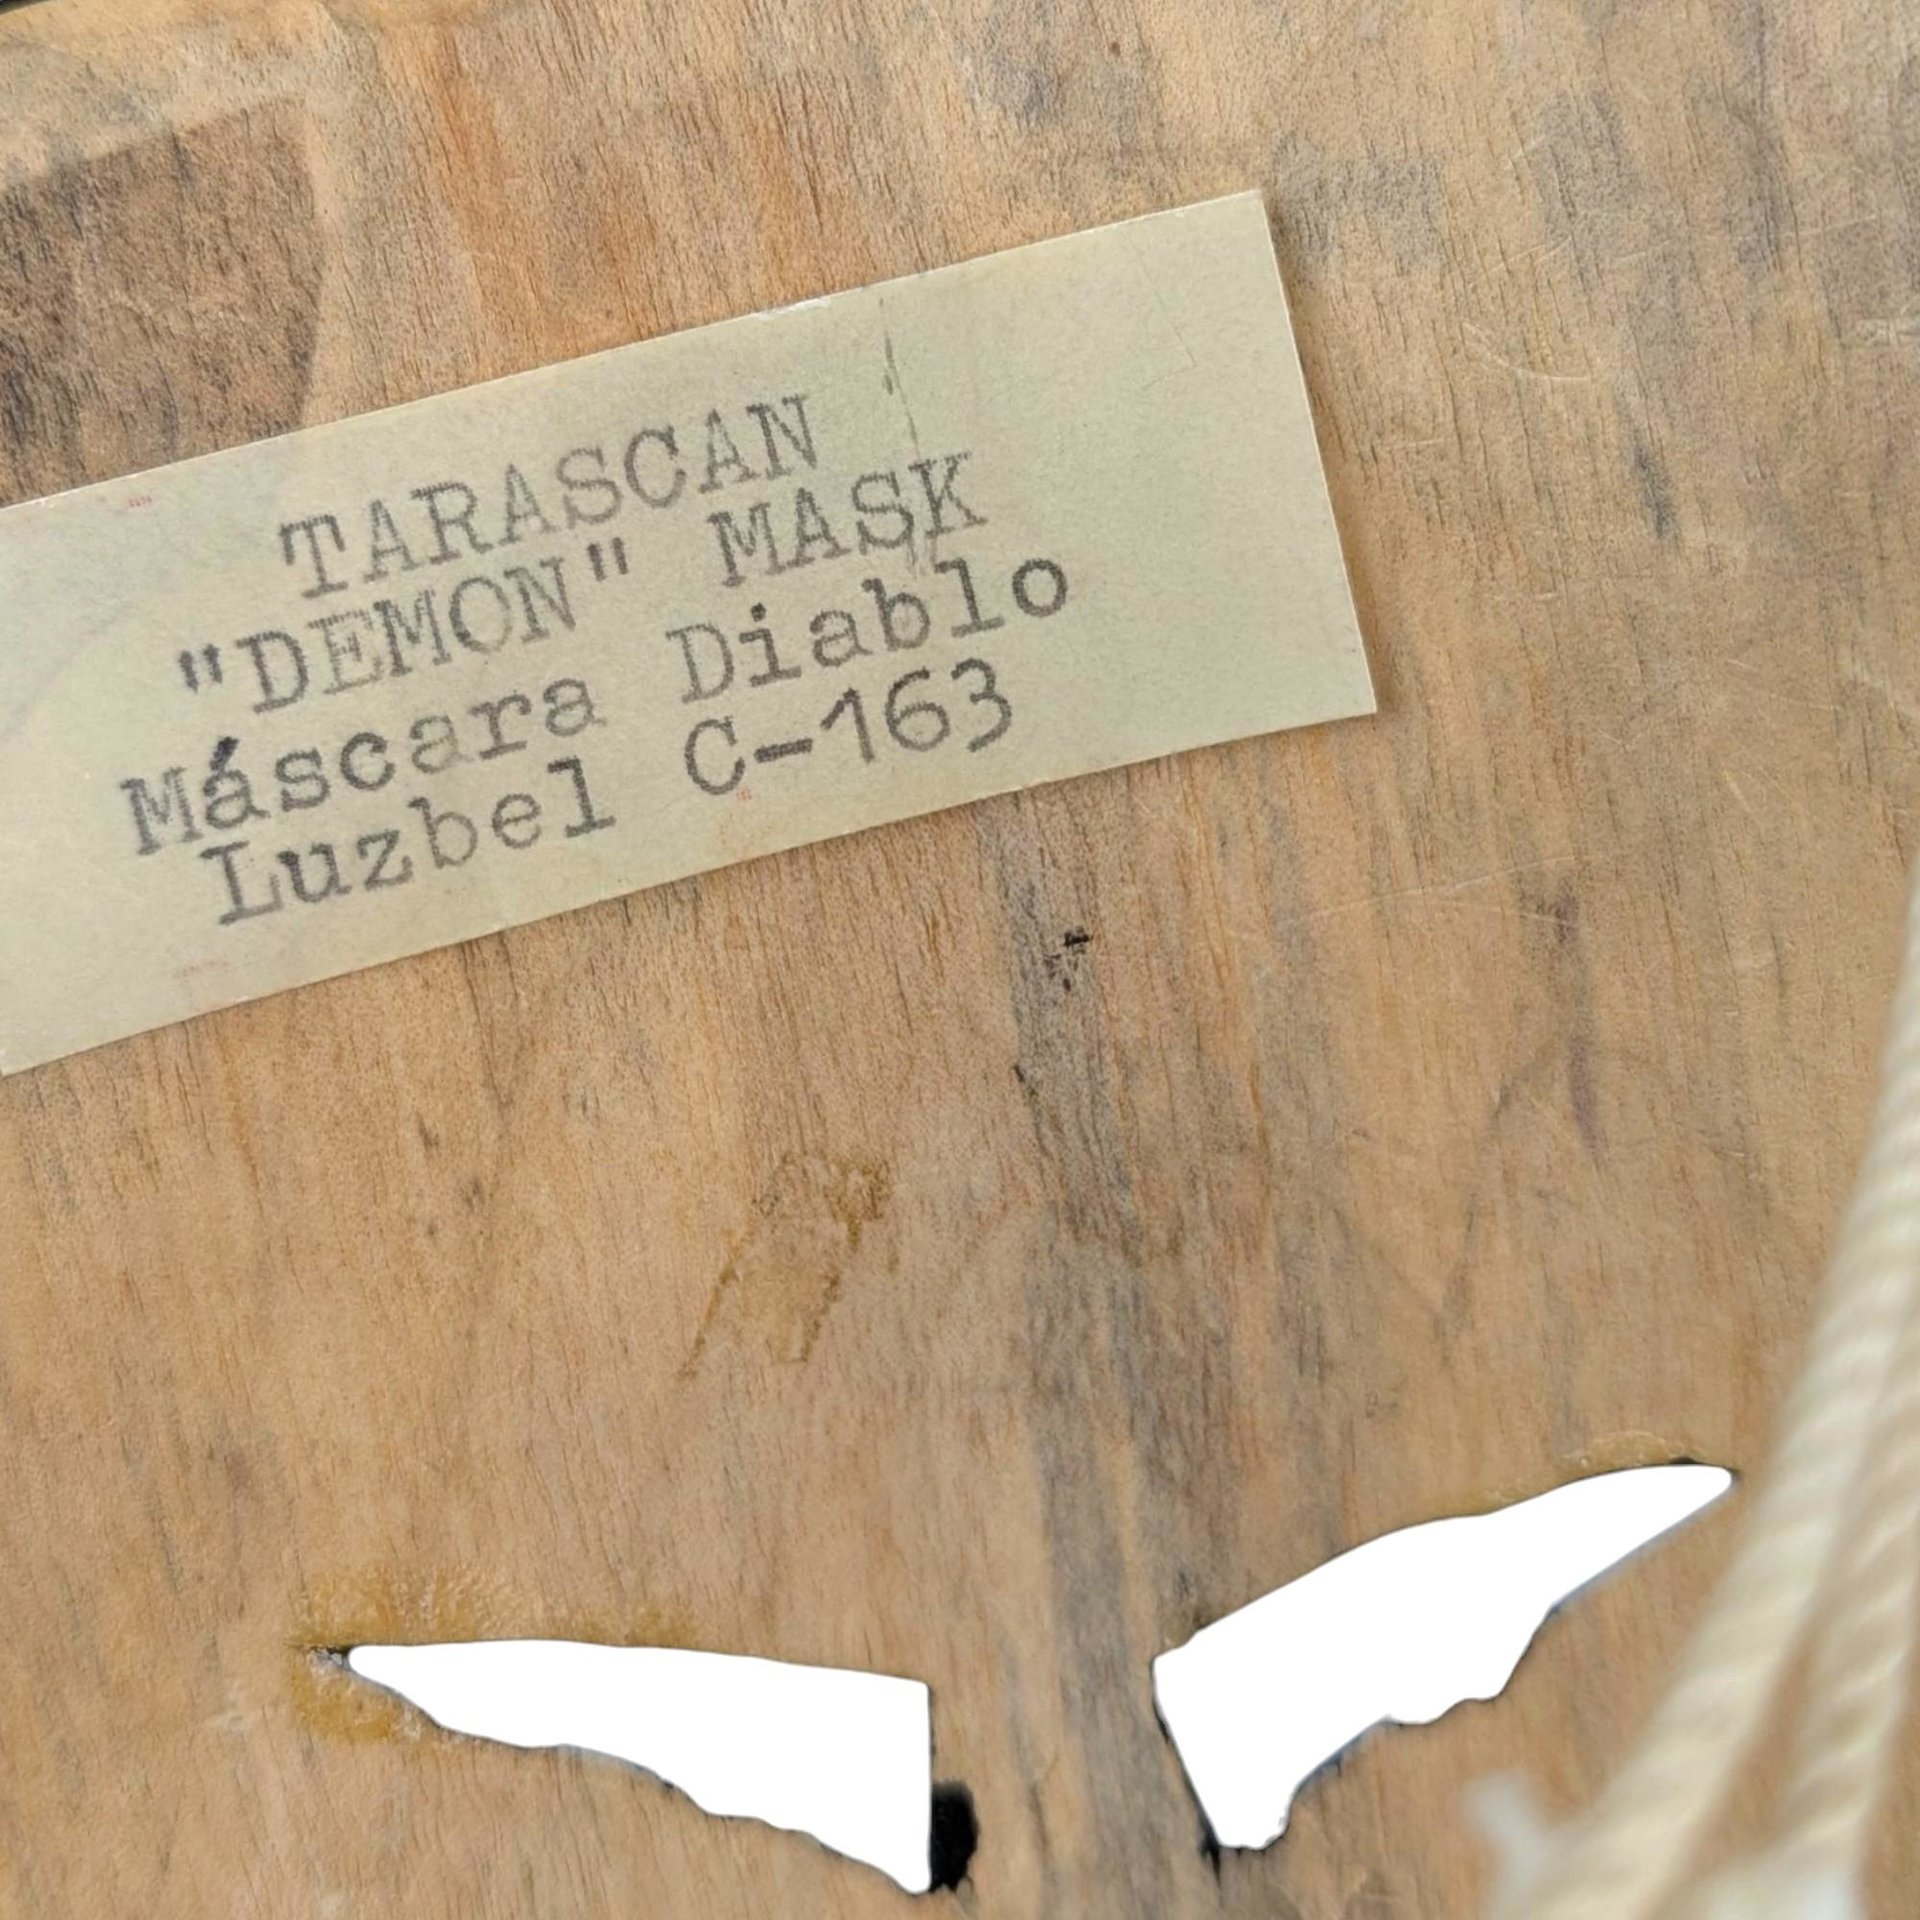 TARASCAN
"DEMON" MASK
Máscara Diablo
Luzbel C-163